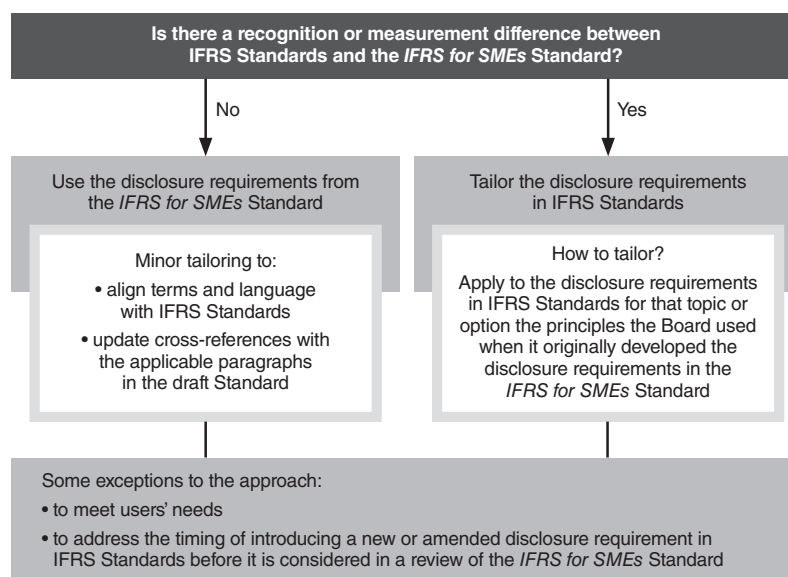 Is there a recognition or measurement difference between
IFRS Standards and the IFRS for SMEs Standard?
No
Yes
Use the disclosure requirements from
the IFRS for SMEs Standard
Minor tailoring to:
• align terms and language
with IFRS Standards
• update cross-references with
the applicable paragraphs
in the draft Standard
Tailor the disclosure requirements
in IFRS Standards
How to tailor?
Apply to the disclosure requirements
in IFRS Standards for that topic or
option the principles the Board used
when it originally developed the
disclosure requirements in the
IFRS for SMEs Standard
Some exceptions to the approach:
• to meet users’ needs
• to address the timing of introducing a new or amended disclosure requirement in
IFRS Standards before it is considered in a review of the IFRS for SMEs Standard